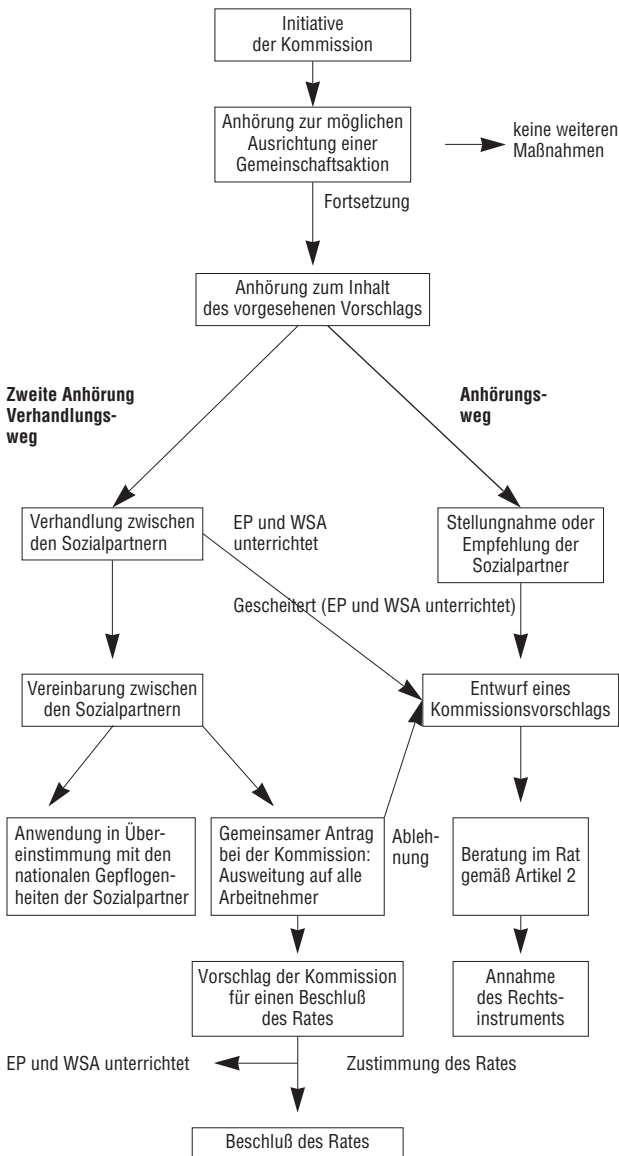 Initiative
der Kommission
Anhörung zur möglichen
Ausrichtung einer
Gemeinschaftsaktion
keine weiteren
Maßnahmen
Fortsetzung
Anhörung zum Inhalt
des vorgesehenen Vorschlags
Zweite Anhörung
Verhandlungs-
weg
Anhörungs-
weg
Verhandlung zwischen
den Sozialpartnern
EP und WSA
unterrichtet
Stellungnahme oder
Empfehlung der
Sozialpartner
Gescheitert (EP und WSA unterrichtet)
Vereinbarung zwischen
den Sozialpartnern
Entwurf eines
Kommissionsvorschlags
Anwendung in Über-
einstimmung mit den
nationalen Gepflogen-
heiten der Sozialpartner
Gemeinsamer Antrag
bei der Kommission:
Ausweitung auf alle
Arbeitnehmer
Ableh-
nung
Beratung im Rat
gemäß Artikel 2
Vorschlag der Kommission
für einen Beschluß
des Rates
Annahme
des Rechts-
instruments
EP und WSA unterrichtet
Zustimmung des Rates
Beschluß des Rates